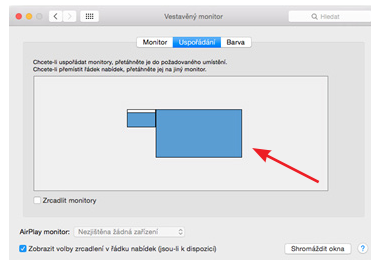 Vestavěný monitor
Hledat
Monitor Uspořádání Barva
Chcete-li uspořádat monitory, přetáhněte je do požadovaného umístění.
Chcete-li přemístit řádek nabídek, přetáhněte jej na jiný monitor.
Zrcadlit monitory
AirPlay monitor: Nezjištěna žádná zařízení
Zobrazit volby zrcadlení v řádku nabídek (jsou-li k dispozici)
Shromáždit okna ?